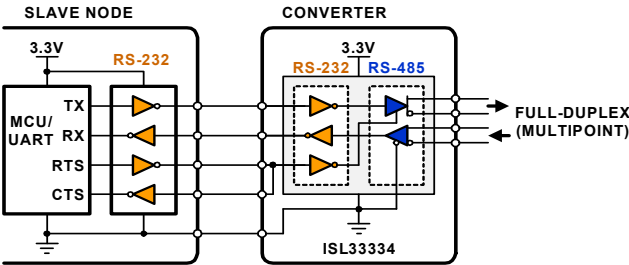 SLAVE NODE
CONVERTER
3.3V
RS-232
3.3V
RS-232
RS-485
MCU/
UART
TX
RX
RTS
CTS
FULL-DUPLEX
(MULTIPOINT)
ISL33334